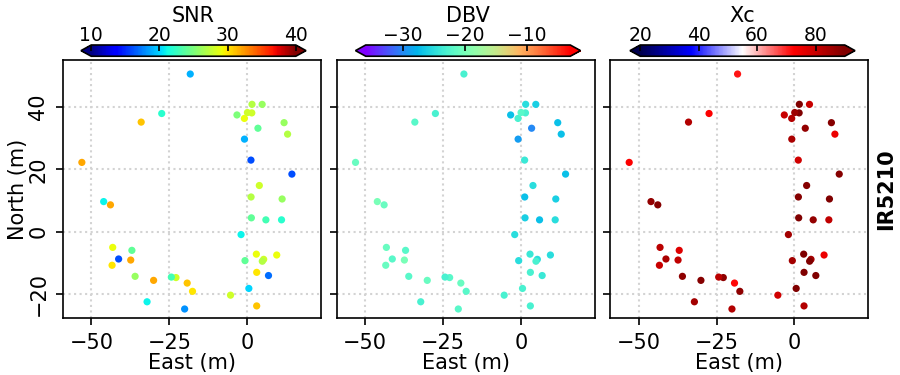 SNR DBV Xc
10 20 30 40 −30 −20 −10 20 40 60 80
40
20
0
−20
North (m)
IR5210
−50 −25 0 −50 −25 0 −50 −25 0
East (m) East (m) East (m)